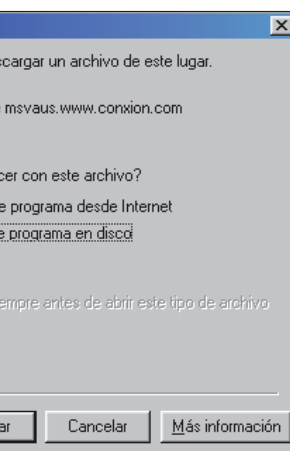 cargar un archivo de este lugar.
msvaus.www.conxion.com
cer con este archivo?
e programa desde Internet
e programa en disco
empre antes de abrir este tipo de archivo
ar Cancelar Más información